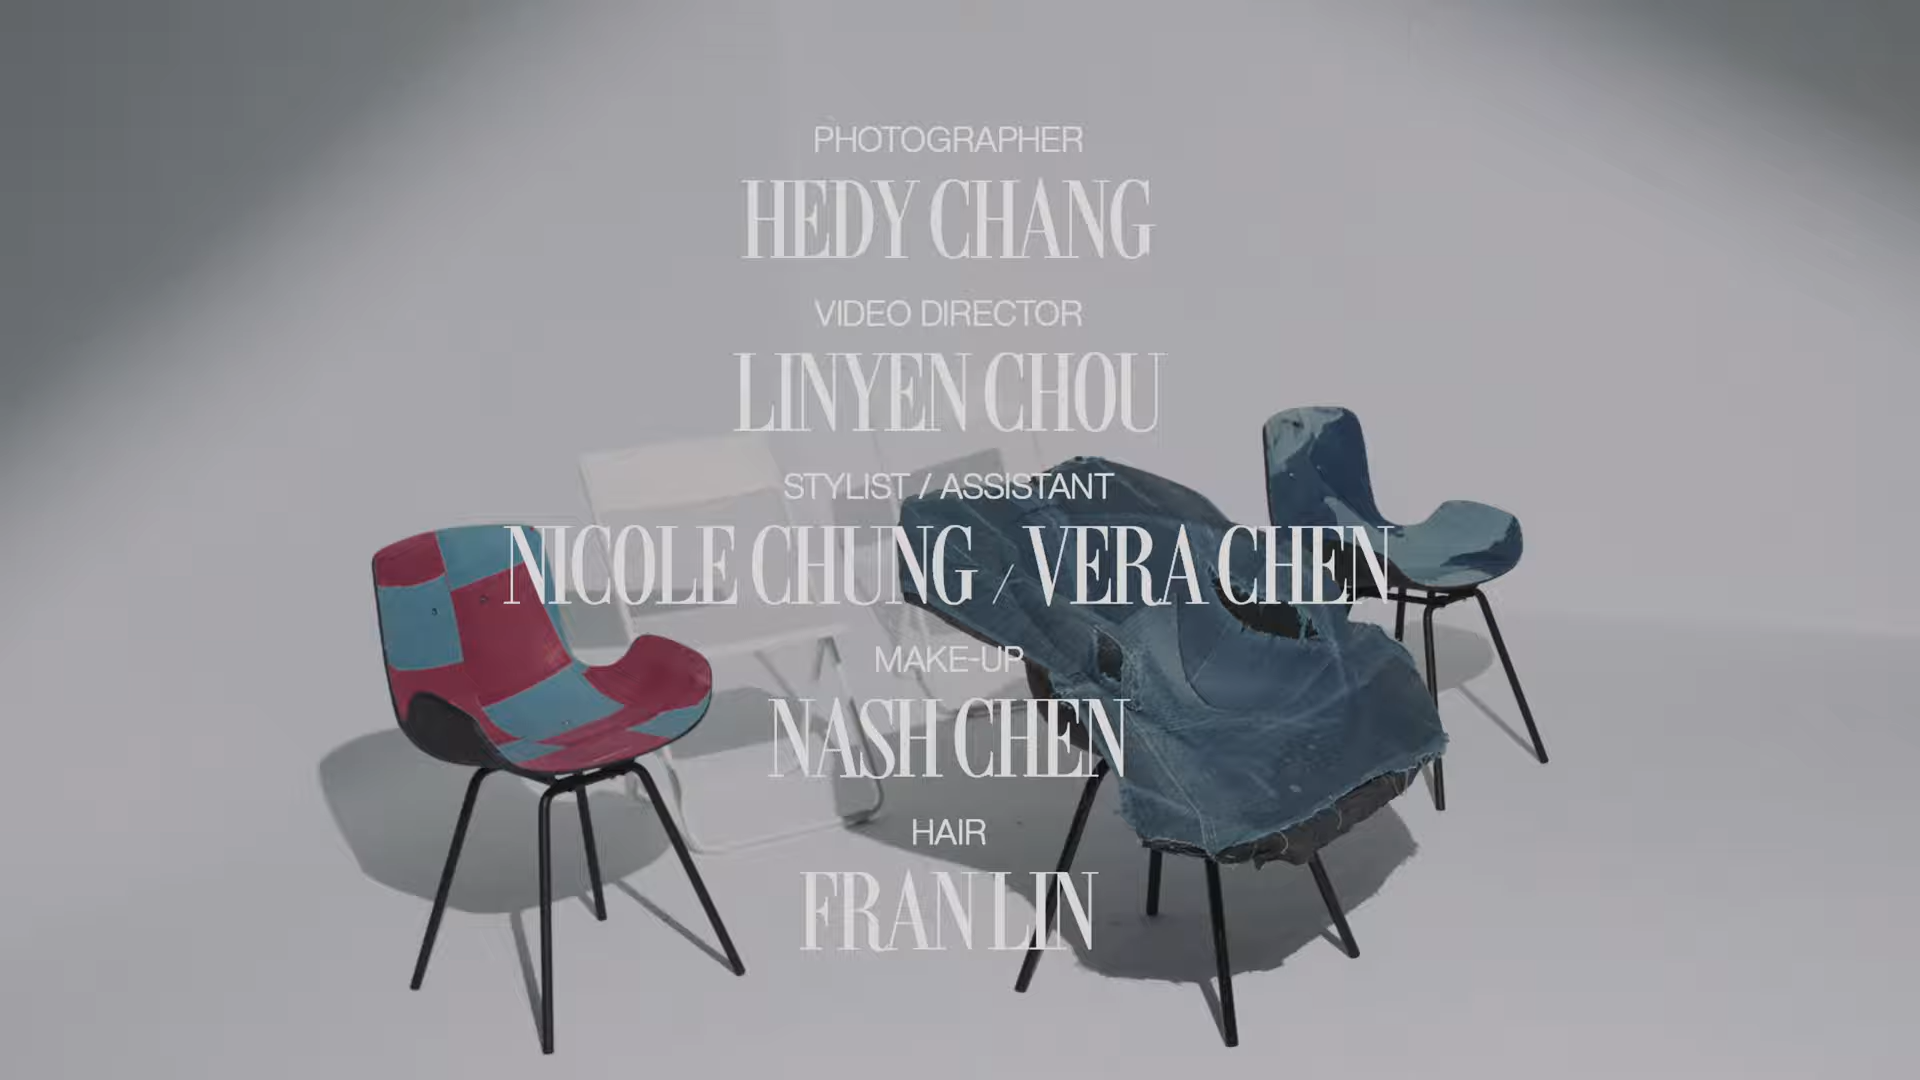 PHOTOGRAPHER
HEDY CHANG
VIDEO DIRECTOR
LINYEN CHOU
STYLIST / ASSISTANT
NICOLE CHUNG / VERA CHEN
MAKE-UP
NASH CHEN
HAIR
FRAN LIN